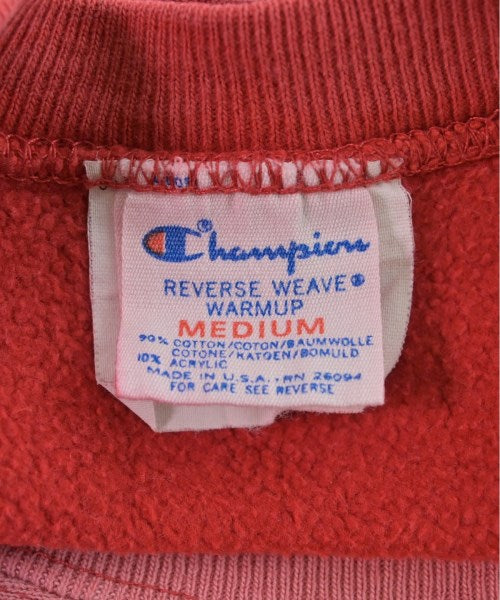 Champion®
REVERSE WEAVE®
WARMUP
MEDIUM
90% COTTON/COTON/BAUMWOLLE
COTONE/KATOEN/BOMULD
10% ACRYLIC
MADE IN U.S.A. RN 26094
FOR CARE SEE REVERSE